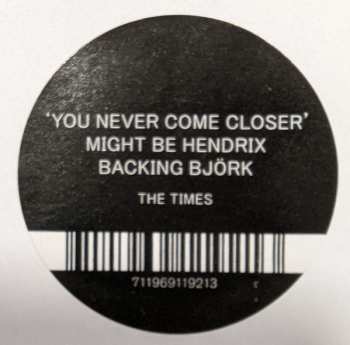 'YOU NEVER COME CLOSER'
MIGHT BE HENDRIX
BACKING BJÖRK
THE TIMES
711969119213